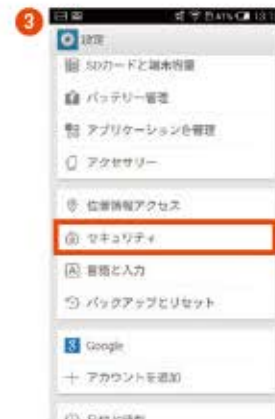 3
41% 13:1
設定
SDカードと端末容量
バッテリー管理
アプリケーションを管理
アクセサリー
位置情報アクセス
セキュリティ
言語と入力
バックアップとリセット
Google
アカウントを追加